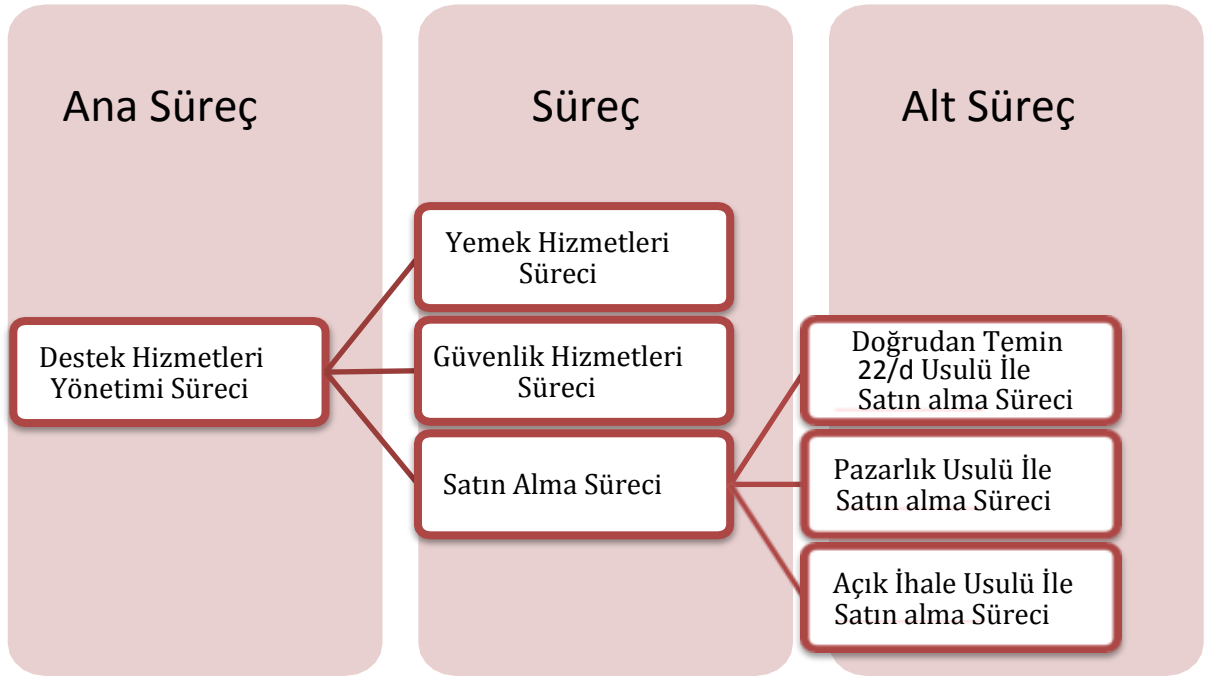 Ana Süreç
Süreç
Alt Süreç
Destek Hizmetleri
Yönetimi Süreci
Yemek Hizmetleri
Süreci
Güvenlik Hizmetleri
Süreci
Satın Alma Süreci
Doğrudan Temin
22/d Usulü İle
Satın alma Süreci
Pazarlık Usulü İle
Satın alma Süreci
Açık İhale Usulü İle
Satın alma Süreci